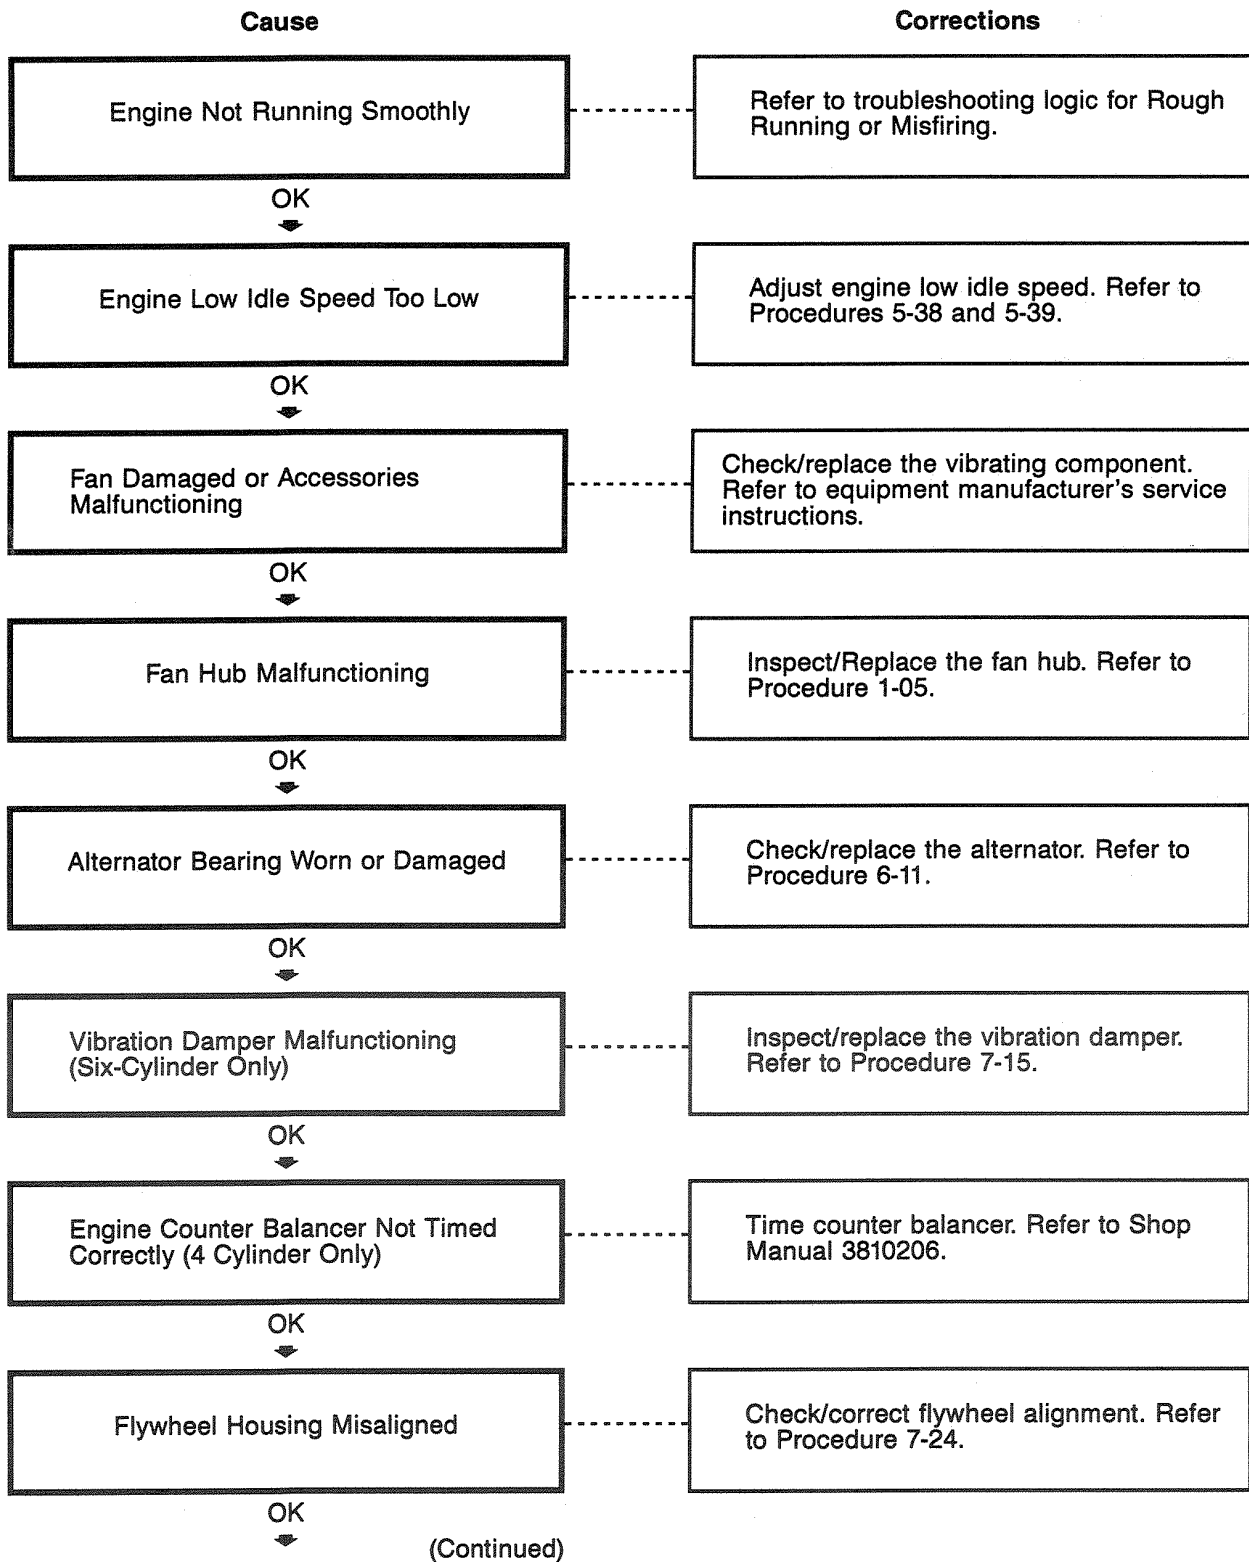 Cause
Corrections
Engine Not Running Smoothly
Refer to troubleshooting logic for Rough
Running or Misfiring.
OK
Engine Low Idle Speed Too Low
Adjust engine low idle speed. Refer to
Procedures 5-38 and 5-39.
OK
Fan Damaged or Accessories
Malfunctioning
Check/replace the vibrating component.
Refer to equipment manufacturer's service
instructions.
OK
Fan Hub Malfunctioning
Inspect/Replace the fan hub. Refer to
Procedure 1-05.
OK
Alternator Bearing Worn or Damaged
Check/replace the alternator. Refer to
Procedure 6-11.
OK
Vibration Damper Malfunctioning
(Six-Cylinder Only)
Inspect/replace the vibration damper.
Refer to Procedure 7-15.
OK
Engine Counter Balancer Not Timed
Correctly (4 Cylinder Only)
Time counter balancer. Refer to Shop
Manual 3810206.
OK
Flywheel Housing Misaligned
Check/correct flywheel alignment. Refer
to Procedure 7-24.
OK
(Continued)